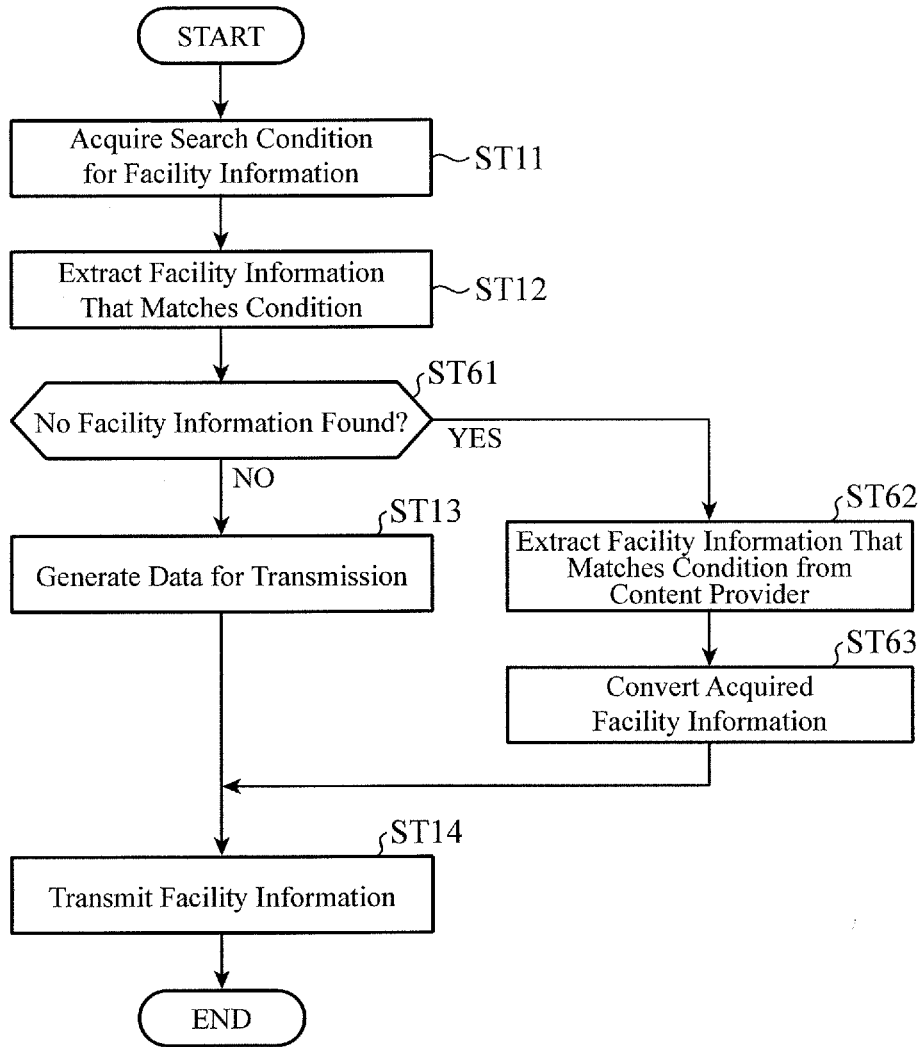 START
Acquire Search Condition
for Facility Information
ST11
Extract Facility Information
That Matches Condition
ST12
ST61
No Facility Information Found?
YES
NO
ST13
Generate Data for Transmission
ST62
Extract Facility Information That
Matches Condition from
Content Provider
ST63
Convert Acquired
Facility Information
ST14
Transmit Facility Information
END